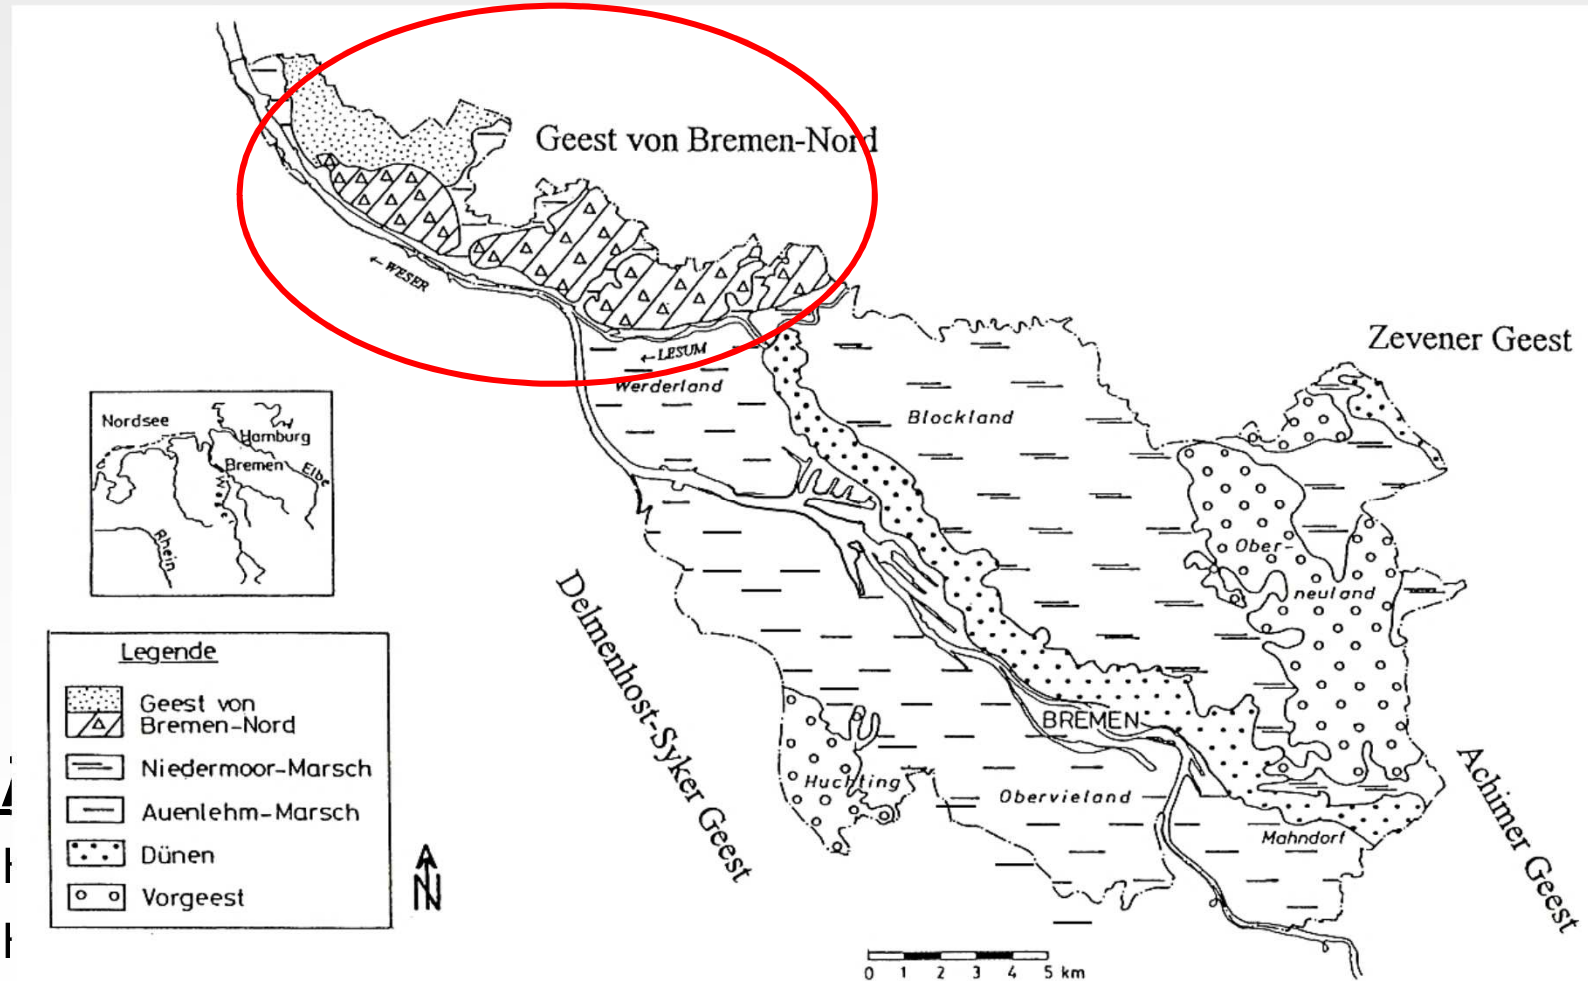 Geest von Bremen-Nord
← WESER
← LESUM
Werderland
Blockland
Zevener Geest
Nordsee
Hamburg
Bremen
Elbe
Weser
Rhein
Ober-
neuland
Delmenhost-Syker Geest
BREMEN
Huchting
Obervieland
Mahndorf
Achimer Geest
Legende
Geest von
Bremen-Nord
Niedermoor-Marsch
Auenlehm-Marsch
Dünen
Vorgeest
N
0 1 2 3 4 5 km